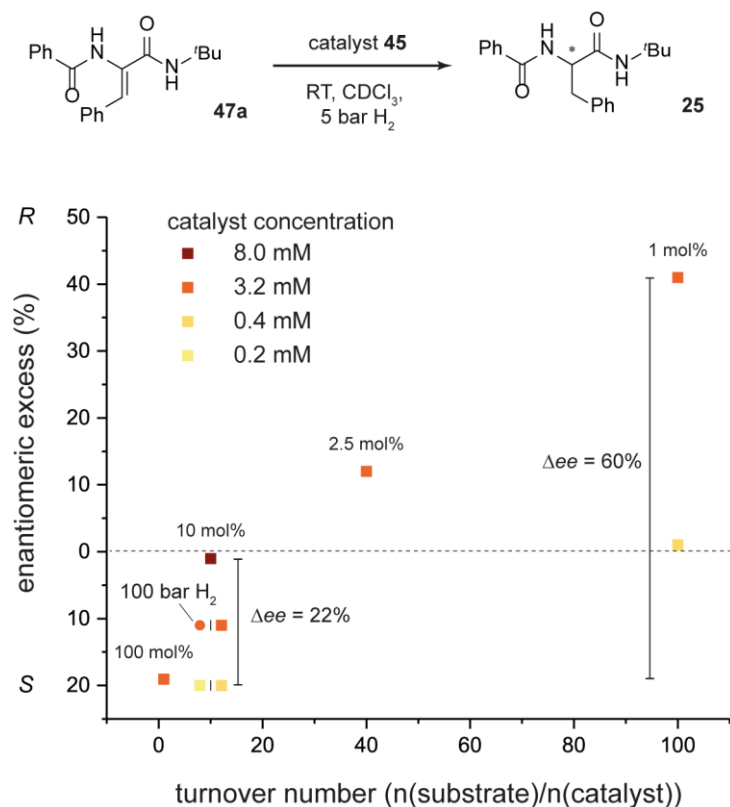 Ph
H
N
O
N
H
tBu
O
Ph
47a
catalyst 45
RT, CDCl3,
5 bar H2
Ph
H
N
*
O
N
H
tBu
O
Ph
25
R
S
enantiomeric excess (%)
50
40
30
20
10
0
10
20
catalyst concentration
8.0 mM
3.2 mM
0.4 mM
0.2 mM
1 mol%
2.5 mol%
Δee = 60%
10 mol%
100 bar H2
Δee = 22%
100 mol%
0 20 40 60 80 100
turnover number (n(substrate)/n(catalyst))